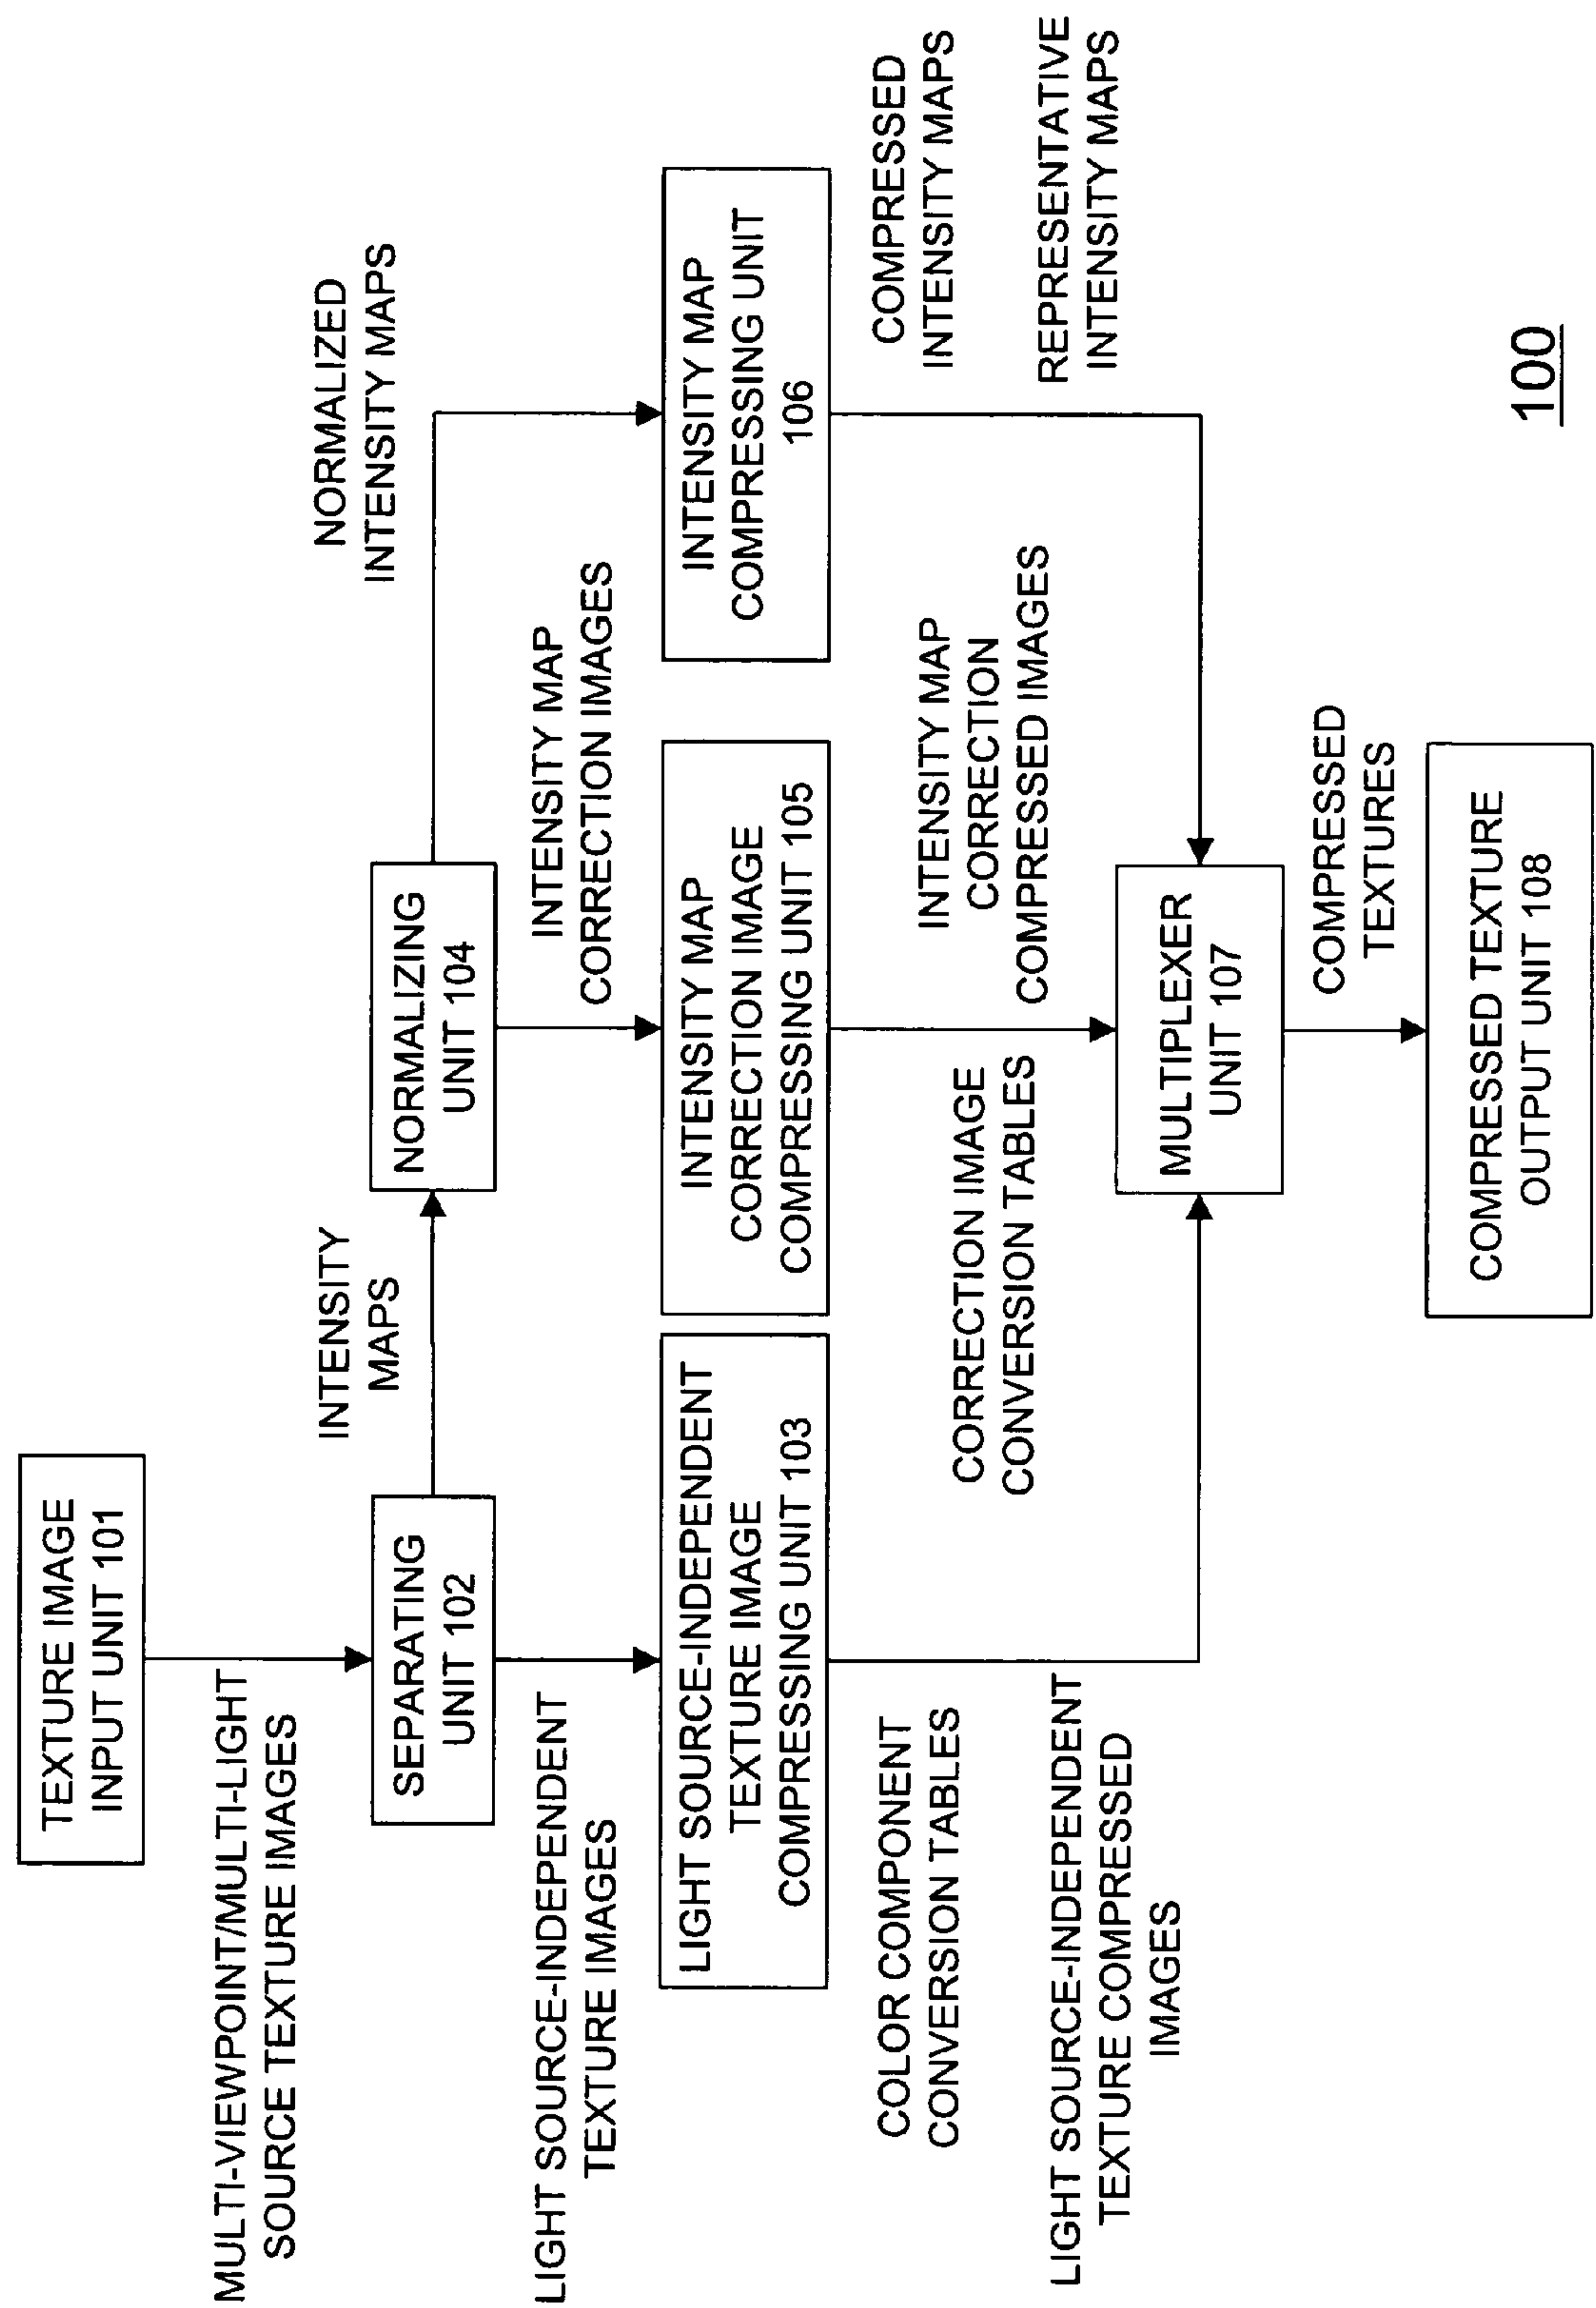 TEXTURE IMAGE
INPUT UNIT 101
MULTI-VIEWPOINT/MULTI-LIGHT
SOURCE TEXTURE IMAGES
SEPARATING
UNIT 102
INTENSITY
MAPS
NORMALIZING
UNIT 104
NORMALIZED
INTENSITY MAPS
LIGHT SOURCE-INDEPENDENT
TEXTURE IMAGES
INTENSITY MAP
CORRECTION IMAGES
LIGHT SOURCE-INDEPENDENT
TEXTURE IMAGE
COMPRESSING UNIT 103
INTENSITY MAP
CORRECTION IMAGE
COMPRESSING UNIT 105
INTENSITY MAP
COMPRESSING UNIT
106
COLOR COMPONENT
CONVERSION TABLES
LIGHT SOURCE-INDEPENDENT
TEXTURE COMPRESSED
IMAGES
CORRECTION IMAGE
CONVERSION TABLES
INTENSITY MAP
CORRECTION
COMPRESSED IMAGES
COMPRESSED
INTENSITY MAPS
REPRESENTATIVE
INTENSITY MAPS
MULTIPLEXER
UNIT 107
COMPRESSED
TEXTURES
COMPRESSED TEXTURE
OUTPUT UNIT 108
100